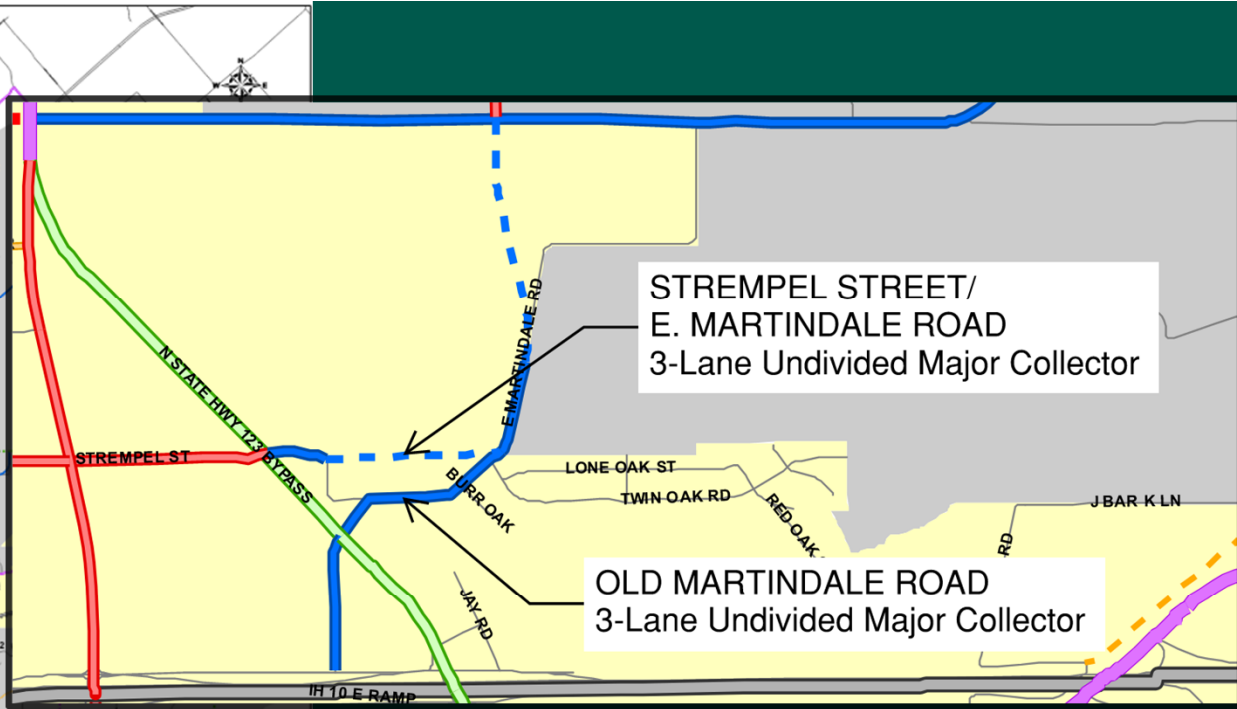 N
W E
E MARTINDALE RD
STREMPEL STREET/
E. MARTINDALE ROAD
3-Lane Undivided Major Collector
N STATE HWY 123 BYPASS
STREMPEL ST
LONE OAK ST
BURR OAK
TWIN OAK RD
RED OAK
J BAR K LN
RD
OLD MARTINDALE ROAD
3-Lane Undivided Major Collector
JAY RD
IH 10 E RAMP